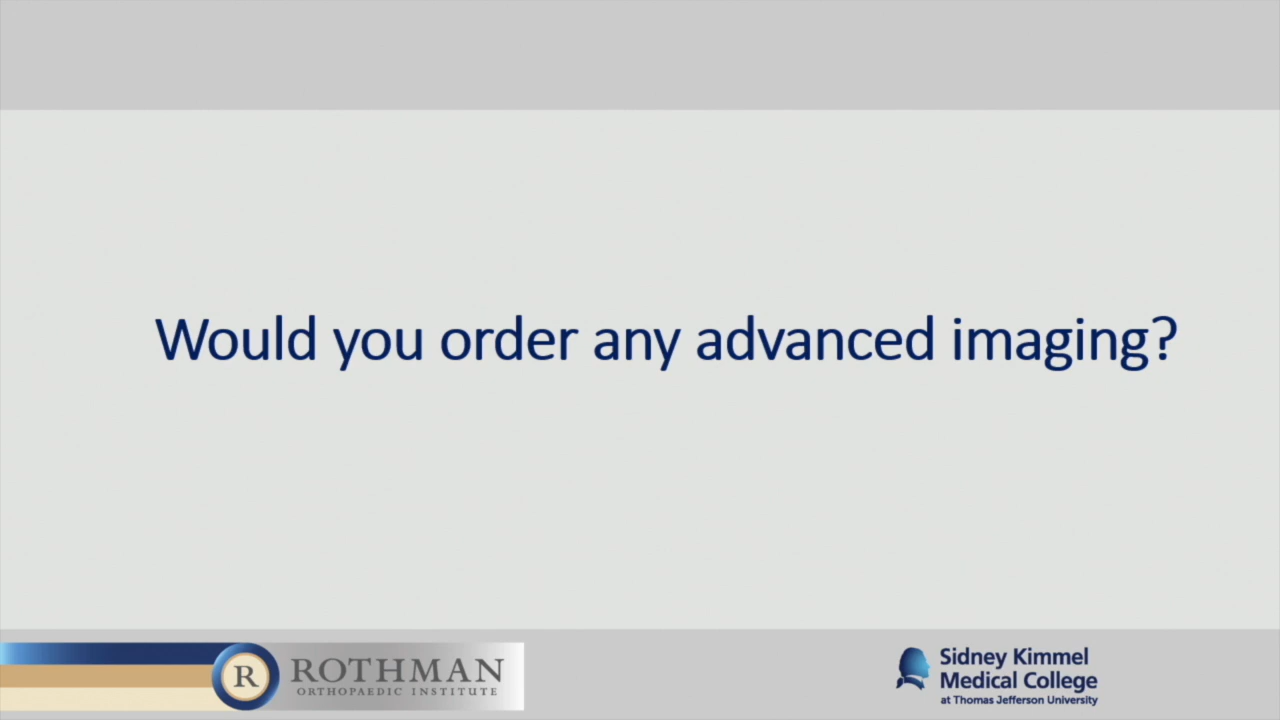 Would you order any advanced imaging?
R ROTHMAN
ORTHOPAEDIC INSTITUTE
Sidney Kimmel
Medical College
at Thomas Jefferson University